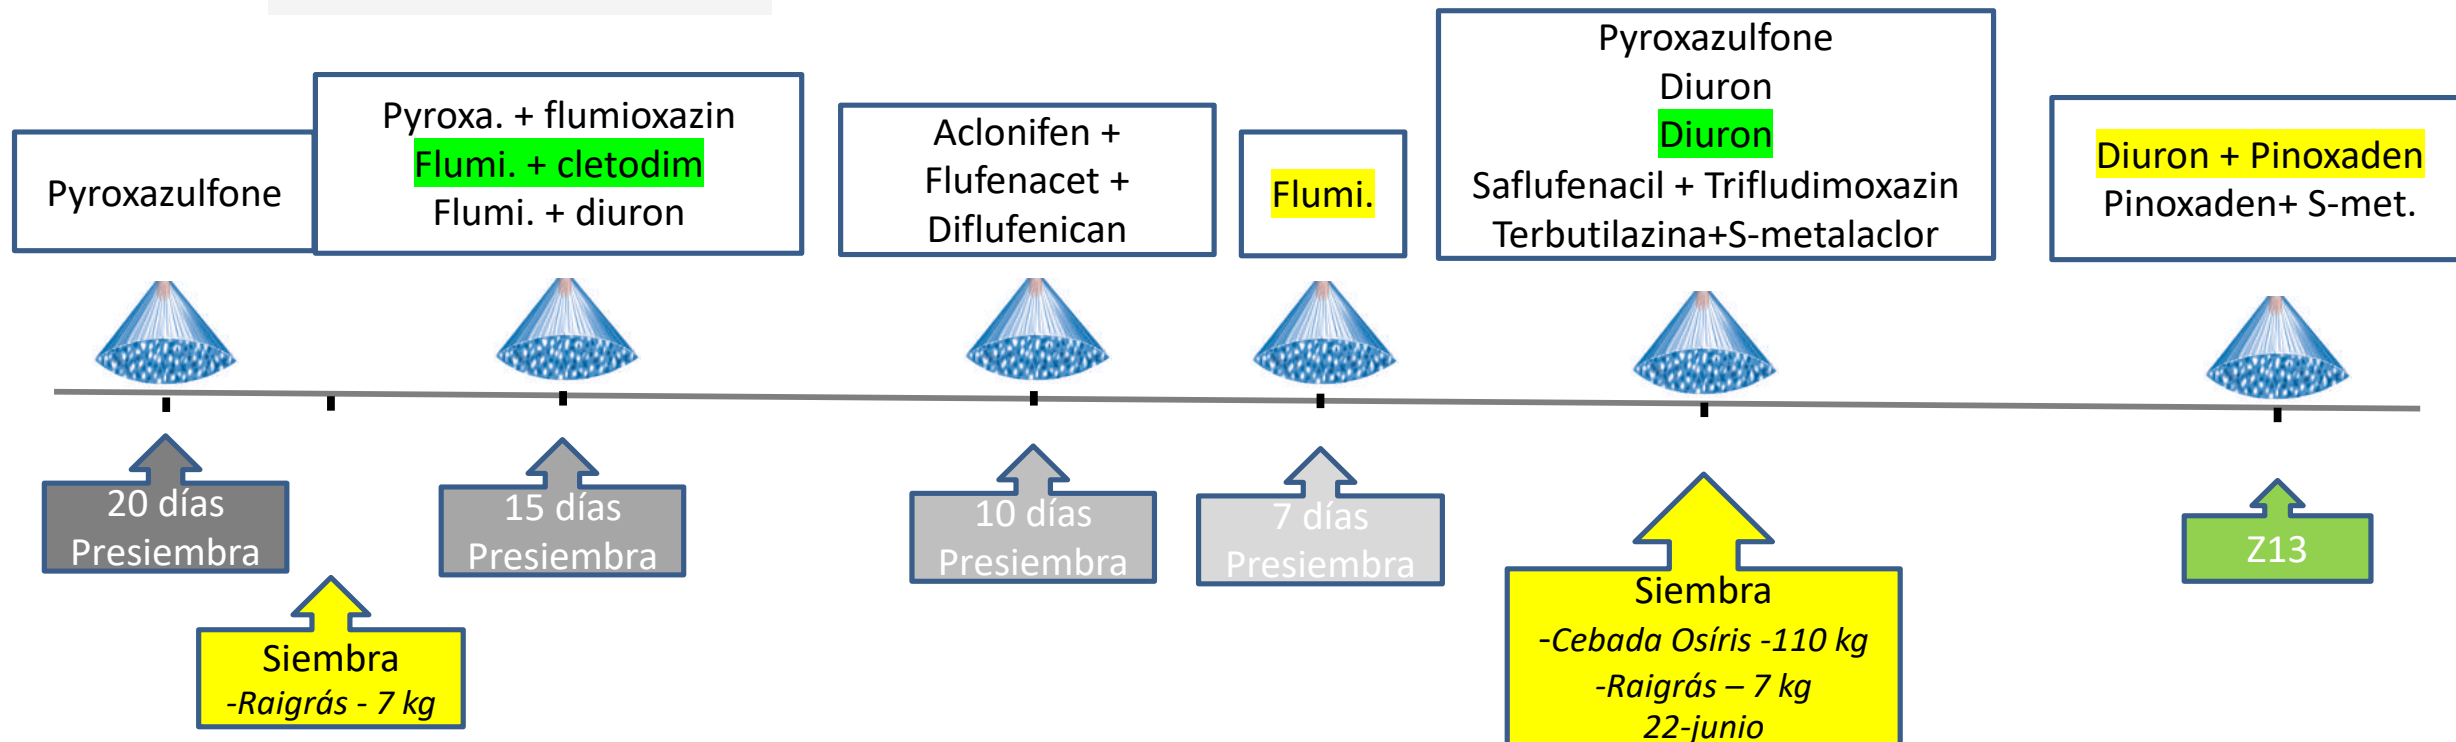 Pyroxazulfone
Pyroxa. + flumioxazin
Flumi. + cletodim
Flumi. + diuron
Aclonifen +
Flufenacet +
Diflufenican
Flumi.
Pyroxazulfone
Diuron
Diuron
Saflufenacil + Trifludimoxazin
Terbutilazina+S-metalaclor
Diuron + Pinoxaden
Pinoxaden+ S-met.
20 días
Presiembra
15 días
Presiembra
10 días
Presiembra
7 días
Presiembra
Z13
Siembra
-Raigrás - 7 kg
Siembra
-Cebada Osíris -110 kg
-Raigrás – 7 kg
22-junio